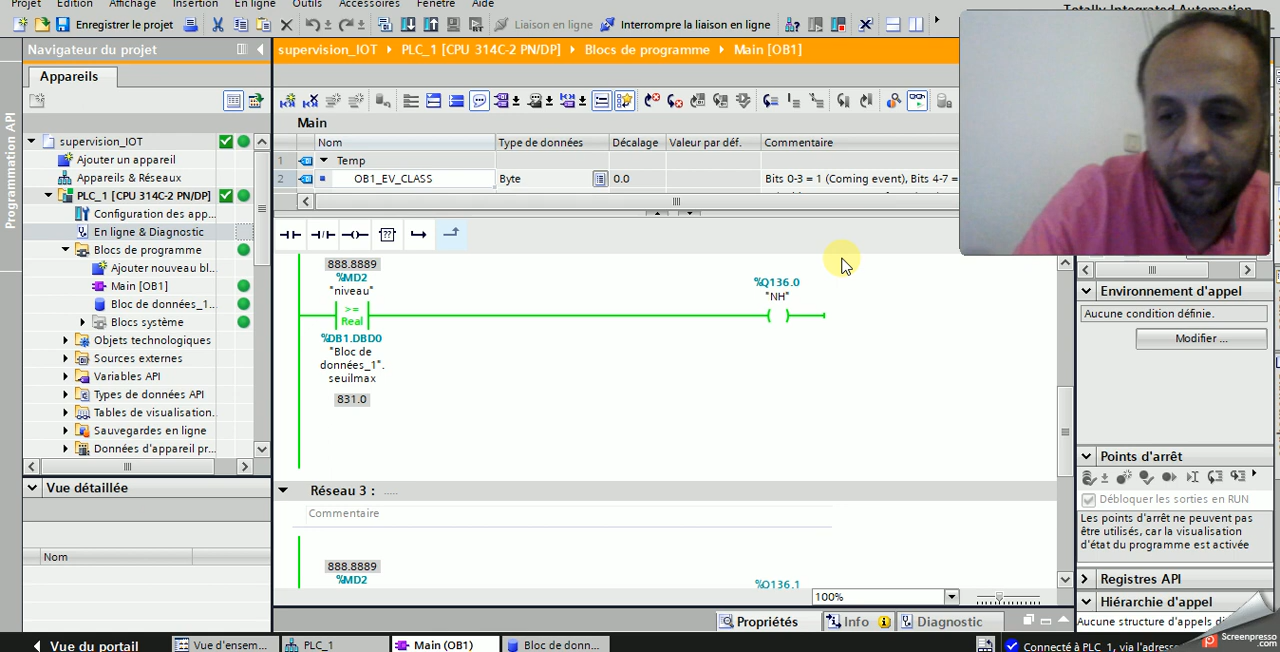 Projet Edition Affichage Insertion En ligne Outils Accessoires Fenêtre Aide
Totally Integrated Automation
Enregistrer le projet
Liaison en ligne
Interrompre la liaison en ligne
Navigateur du projet
supervision_IOT
PLC_1 [CPU 314C-2 PN/DP]
Blocs de programme
Main [OB1]
Appareils
Programmation API
supervision_IOT
Ajouter un appareil
Appareils & Réseaux
PLC_1 [CPU 314C-2 PN/DP]
Configuration des app...
En ligne & Diagnostic
Blocs de programme
Ajouter nouveau bl...
Main [OB1]
Bloc de données_1...
Blocs système
Objets technologiques
Sources externes
Variables API
Types de données API
Tables de visualisation...
Sauvegardes en ligne
Données d'appareil pr...
Vue détaillée
Nom
Main
Nom Type de données Décalage Valeur par déf. Commentaire
1 Temp
2 OB1_EV_CLASS Byte 0.0 Bits 0-3 = 1 (Coming event), Bits 4-7 =
??
888.8889
%MD2
"niveau"
>=
Real
%DB1.DBD0
"Bloc de
données_1".
seuilmax
831.0
%Q136.0
"NH"
Réseau 3 : .....
Commentaire
888.8889
%MD2
%Q136.1
100%
Propriétés
Info
Diagnostic
Environnement d'appel
Aucune condition définie.
Modifier ...
Points d'arrêt
Débloquer les sorties en RUN
Les points d'arrêt ne peuvent pas
être utilisés, car la visualisation
d'état du programme est activée
Registres API
Hiérarchie d'appel
Vue du portail
Vue d'ensem...
PLC_1
Main (OB1)
Bloc de donn...
Connecté à PLC_1, via l'adresse
Screenpresso
.com